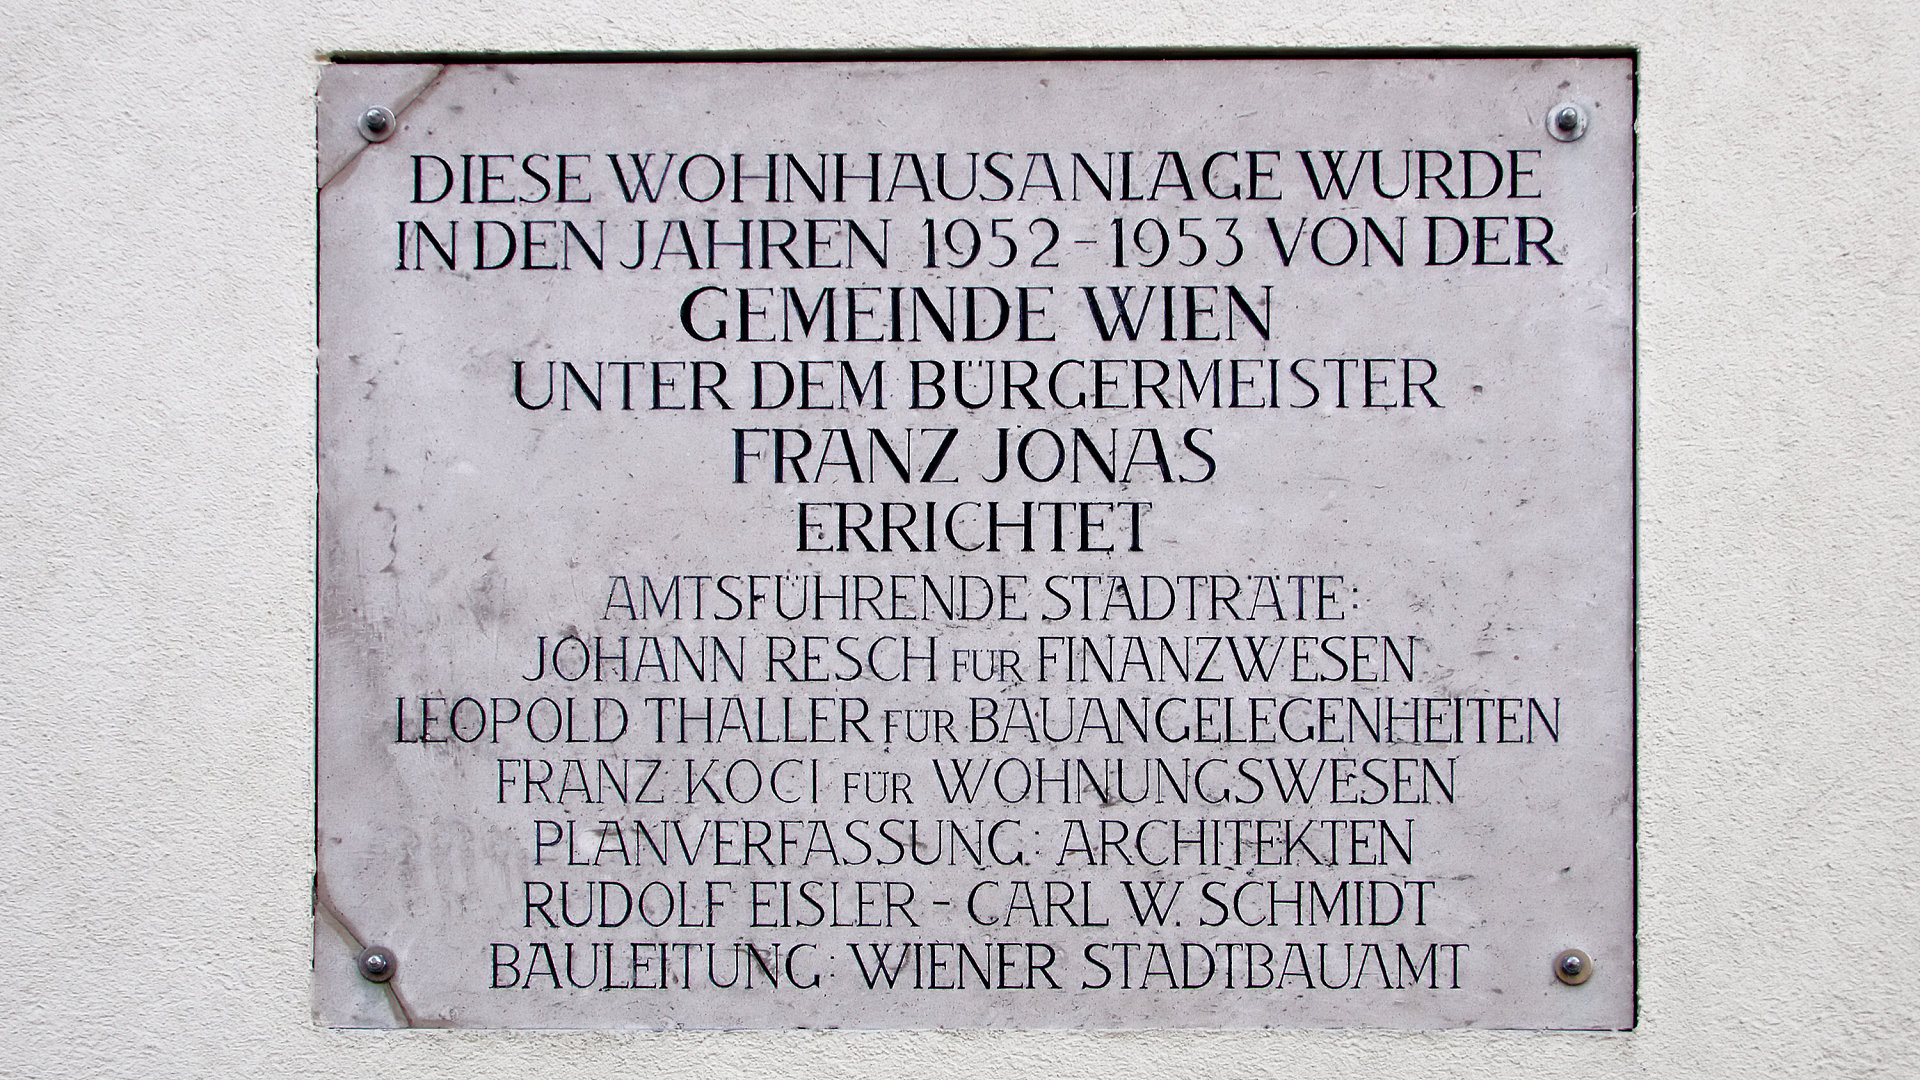 DIESE WOHNHAUSANLAGE WURDE
IN DEN JAHREN 1952-1953 VON DER
GEMEINDE WIEN
UNTER DEM BÜRGERMEISTER
FRANZ JONAS
ERRICHTET
AMTSFÜHRENDE STADTRÄTE:
JOHANN RESCH FÜR FINANZWESEN
LEOPOLD THALLER FÜR BAUANGELEGENHEITEN
FRANZ KOCI FÜR WOHNUNGSWESEN
PLANVERFASSUNG: ARCHITEKTEN
RUDOLF EISLER - CARL W. SCHMIDT
BAULEITUNG: WIENER STADTBAUAMT